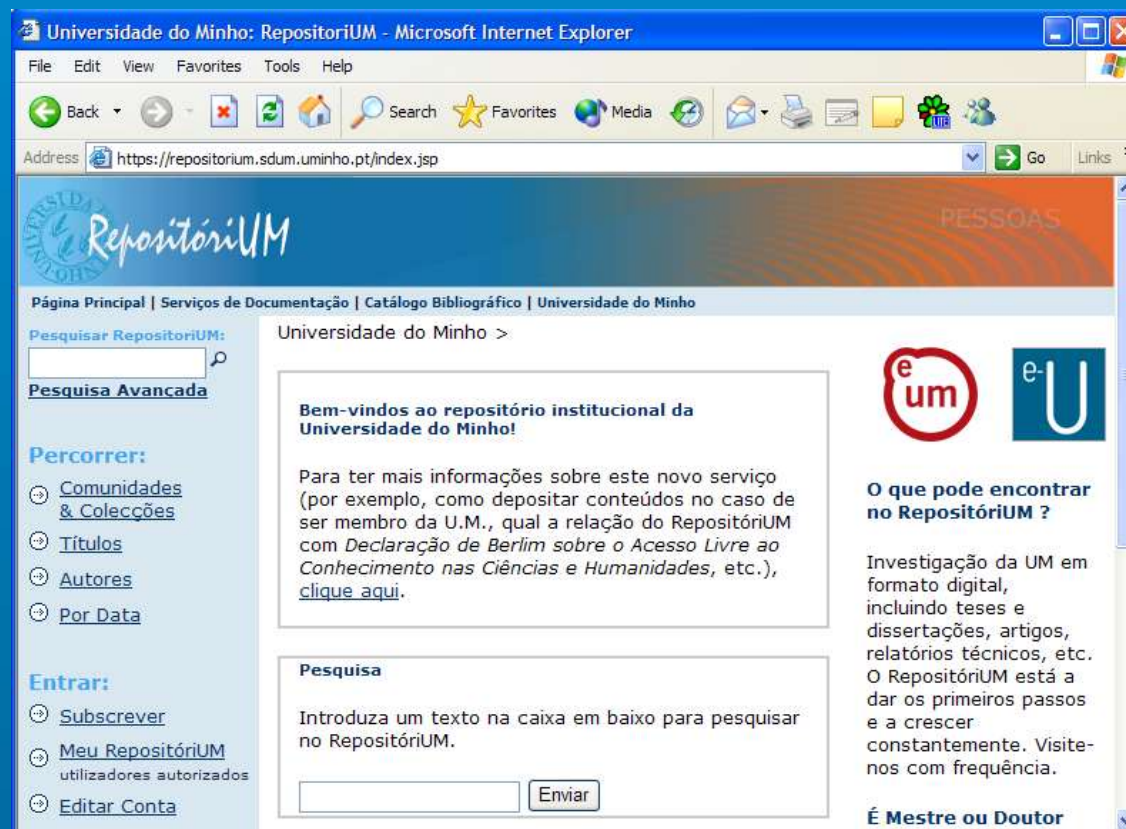 Universidade do Minho: RepositoriUM - Microsoft Internet Explorer
File Edit View Favorites Tools Help
Back Search Favorites Media
Address https://repositorium.sdum.uminho.pt/index.jsp Go Links
RepositóriUM
PESSOAS
Página Principal | Serviços de Documentação | Catálogo Bibliográfico | Universidade do Minho
Pesquisar RepositoriUM:
Pesquisa Avançada
Percorrer:
Comunidades
& Colecções
Títulos
Autores
Por Data
Entrar:
Subscrever
Meu RepositóriUM
utilizadores autorizados
Editar Conta
Universidade do Minho >
Bem-vindos ao repositório institucional da
Universidade do Minho!
Para ter mais informações sobre este novo serviço
(por exemplo, como depositar conteúdos no caso de
ser membro da U.M., qual a relação do RepositóriUM
com Declaração de Berlim sobre o Acesso Livre ao
Conhecimento nas Ciências e Humanidades, etc.),
clique aqui.
Pesquisa
Introduza um texto na caixa em baixo para pesquisar
no RepositóriUM.
Enviar
e um
e-U
O que pode encontrar
no RepositóriUM ?
Investigação da UM em
formato digital,
incluindo teses e
dissertações, artigos,
relatórios técnicos, etc.
O RepositóriUM está a
dar os primeiros passos
e a crescer
constantemente. Visite-
nos com frequência.
É Mestre ou Doutor